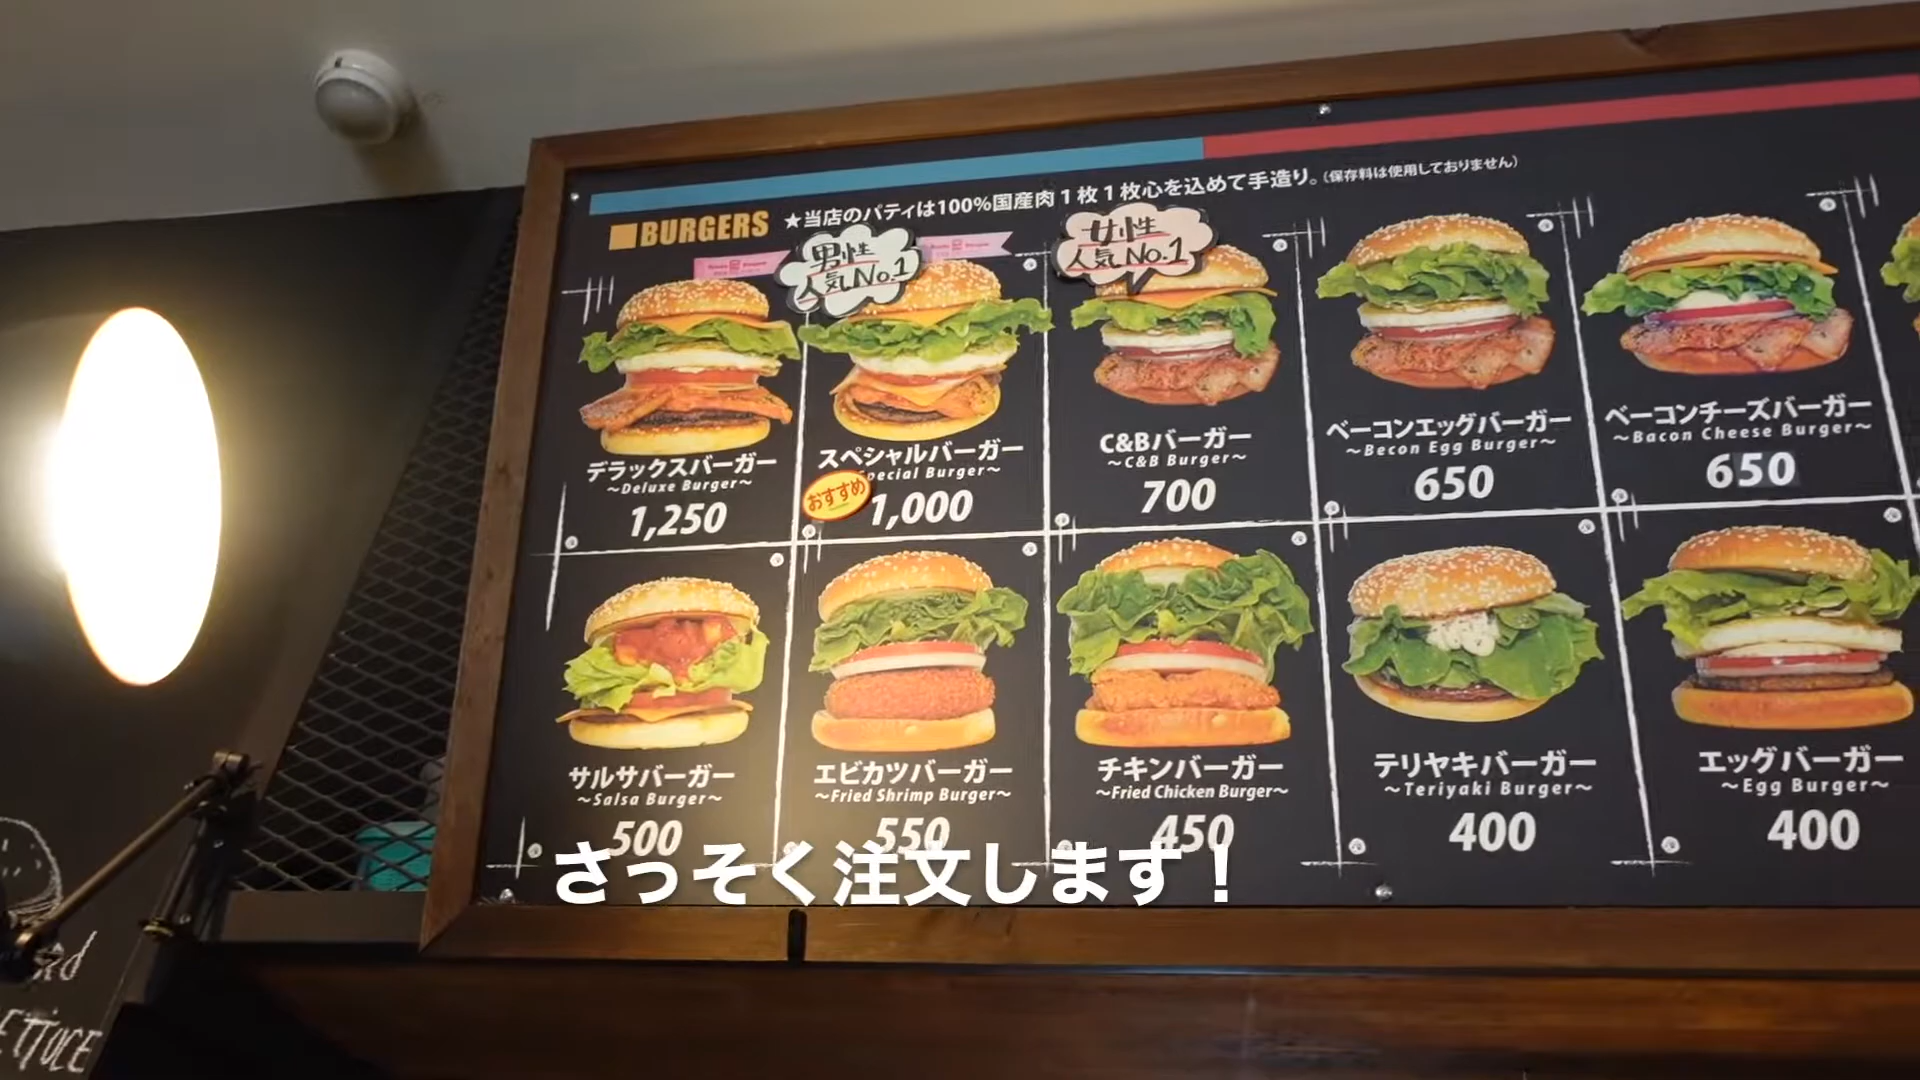 BURGERS ★当店のパティは100%国産肉1枚1枚心を込めて手造り。(保存料は使用しておりません)
男性
人気No.1
女性
人気No.1
デラックスバーガー
~Deluxe Burger~
1,250
スペシャルバーガー
pecial Burger~
おすすめ
1,000
C&Bバーガー
~C&B Burger~
700
ベーコンエッグバーガー
~Becon Egg Burger~
650
ベーコンチーズバーガー
~Bacon Cheese Burger~
650
サルサバーガー
~Salsa Burger~
500
エビカツバーガー
~Fried Shrimp Burger~
550
チキンバーガー
~Fried Chicken Burger~
450
テリヤキバーガー
~Teriyaki Burger~
400
エッグバーガー
~Egg Burger~
400
さっそく注文します!